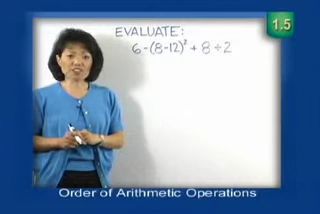 1.5
EVALUATE:
6-(8-12)² + 8 ÷ 2
Order of Arithmetic Operations